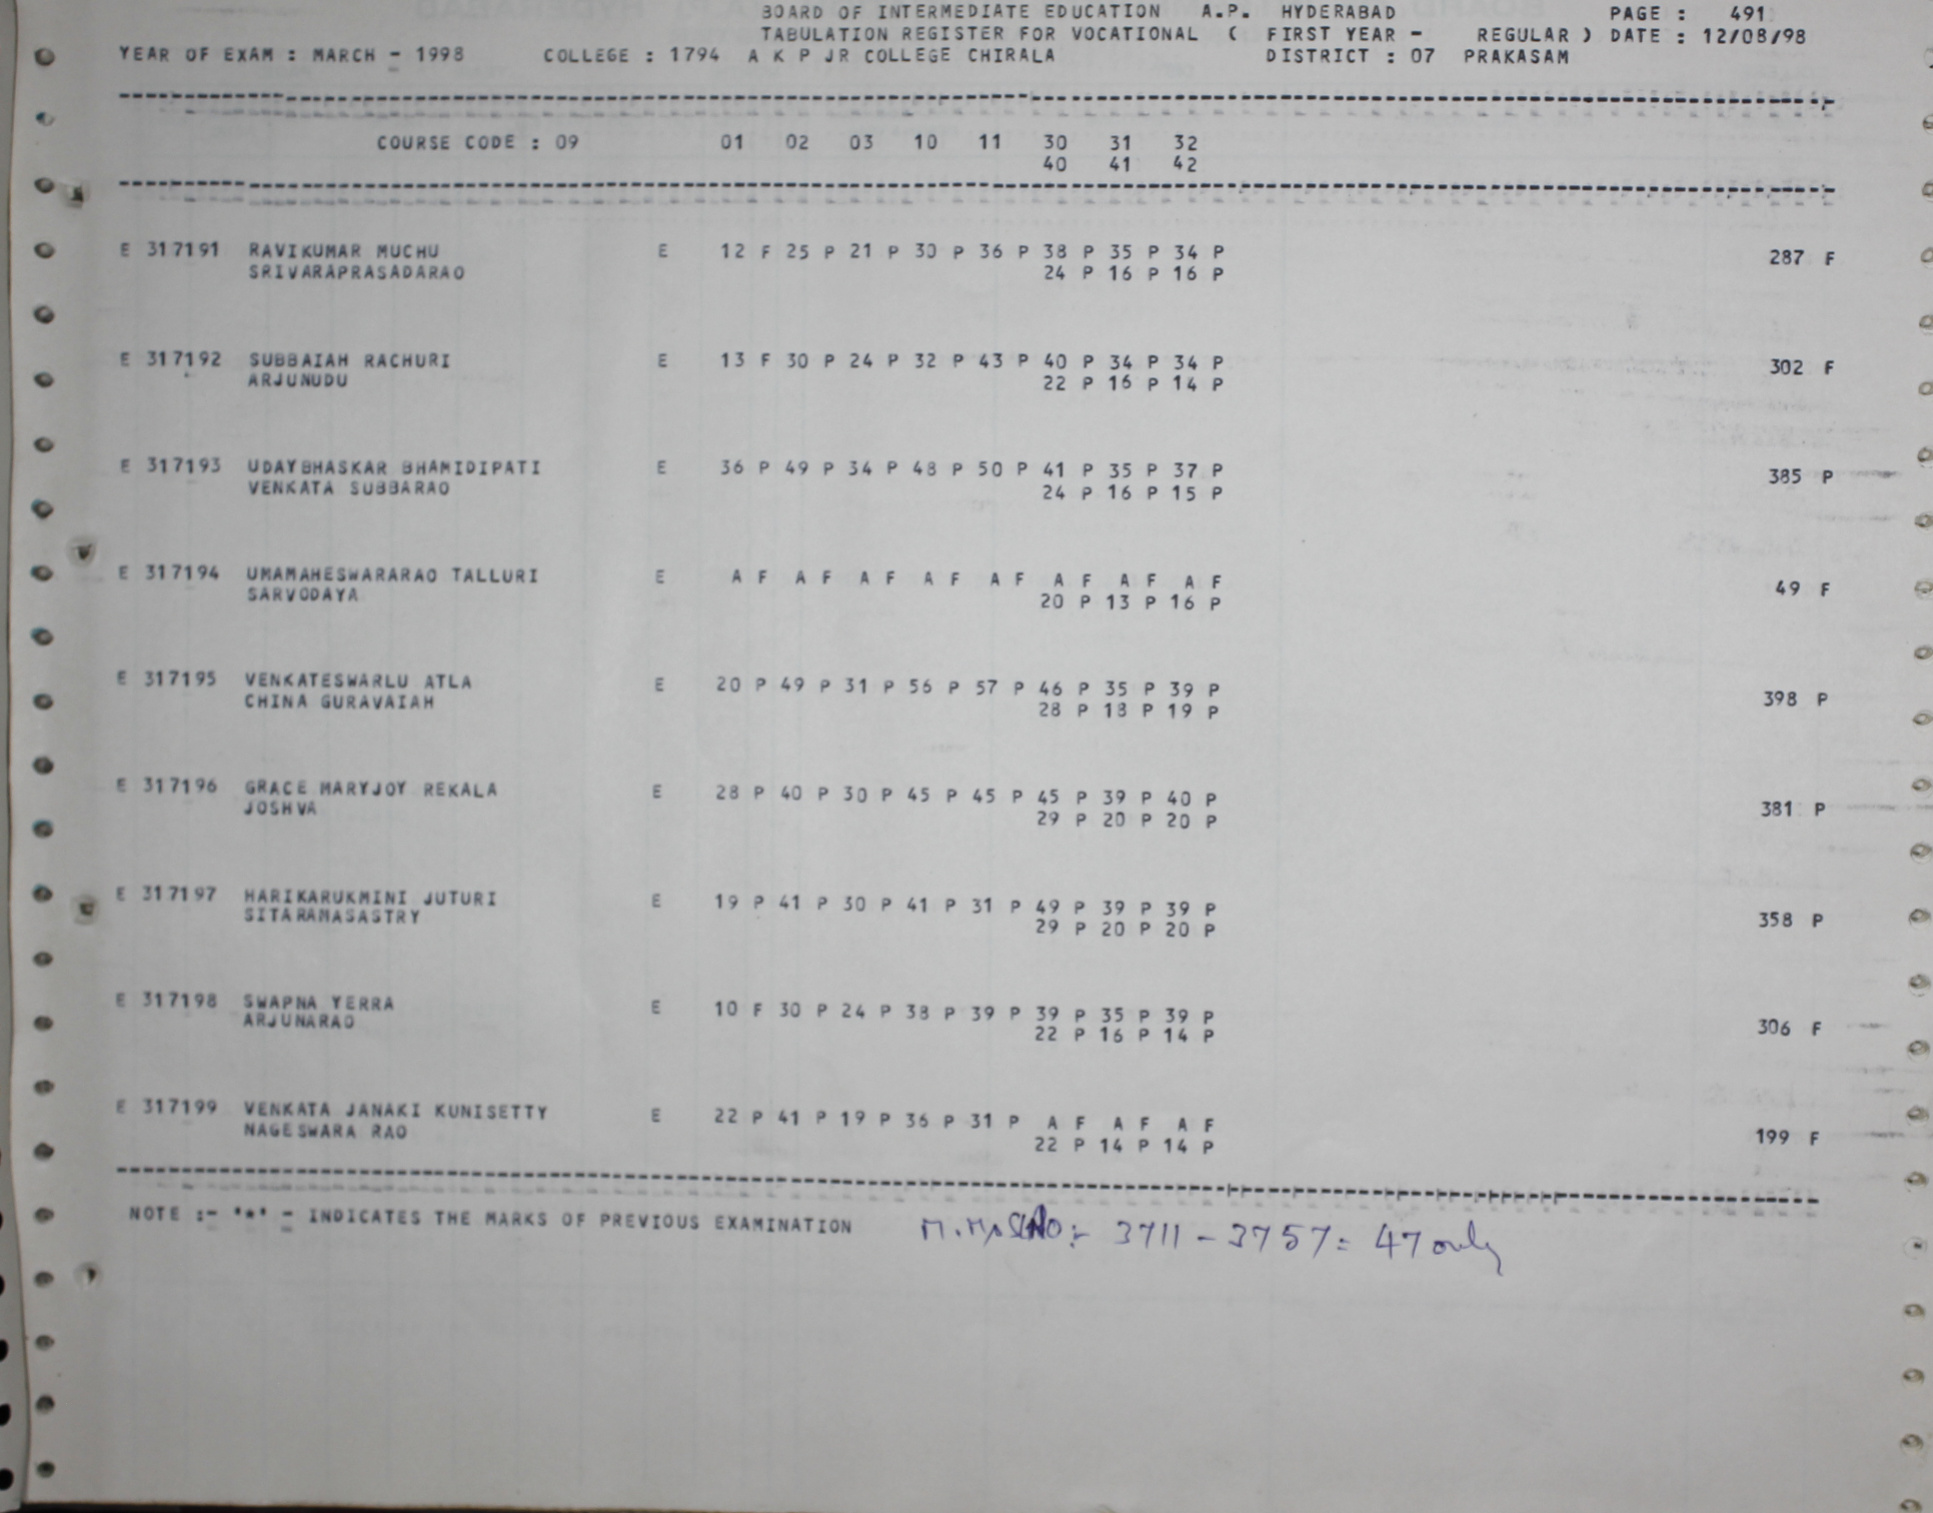 BOARD OF INTERMEDIATE EDUCATION A.P. HYDERABAD PAGE : 491
TABULATION REGISTER FOR VOCATIONAL ( FIRST YEAR - REGULAR ) DATE : 12/08/98
YEAR OF EXAM : MARCH - 1998 COLLEGE : 1794 A K P JR COLLEGE CHIRALA DISTRICT : 07 PRAKASAM
COURSE CODE : 09 01 02 03 10 11 30 31 32
40 41 42
E 317191 RAVIKUMAR MUCHU E 12 F 25 P 21 P 30 P 36 P 38 P 35 P 34 P 287 F
SRIVARAPRASADARAO 24 P 16 P 16 P
E 317192 SUBBAIAH RACHURI E 13 F 30 P 24 P 32 P 43 P 40 P 34 P 34 P 302 F
ARJUNUDU 22 P 16 P 14 P
E 317193 UDAYBHASKAR BHAMIDIPATI E 36 P 49 P 34 P 48 P 50 P 41 P 35 P 37 P 385 P
VENKATA SUBBARAO 24 P 16 P 15 P
E 317194 UMAMAHESWARARAO TALLURI E A F A F A F A F A F A F A F A F 49 F
SARVODAYA 20 P 13 P 16 P
E 317195 VENKATESWARLU ATLA E 20 P 49 P 31 P 56 P 57 P 46 P 35 P 39 P 398 P
CHINA GURAVAIAH 28 P 18 P 19 P
E 317196 GRACE MARYJOY REKALA E 28 P 40 P 30 P 45 P 45 P 45 P 39 P 40 P 381 P
JOSHVA 29 P 20 P 20 P
E 317197 HARIKARUKMINI JUTURI E 19 P 41 P 30 P 41 P 31 P 49 P 39 P 39 P 358 P
SITARAMASASTRY 29 P 20 P 20 P
E 317198 SWAPNA YERRA E 10 F 30 P 24 P 38 P 39 P 39 P 35 P 39 P 306 F
ARJUNARAO 22 P 16 P 14 P
E 317199 VENKATA JANAKI KUNISETTY E 22 P 41 P 19 P 36 P 31 P A F A F A F 199 F
NAGESWARA RAO 22 P 14 P 14 P
NOTE :- '*' - INDICATES THE MARKS OF PREVIOUS EXAMINATION 3711 - 3757 = 47 only